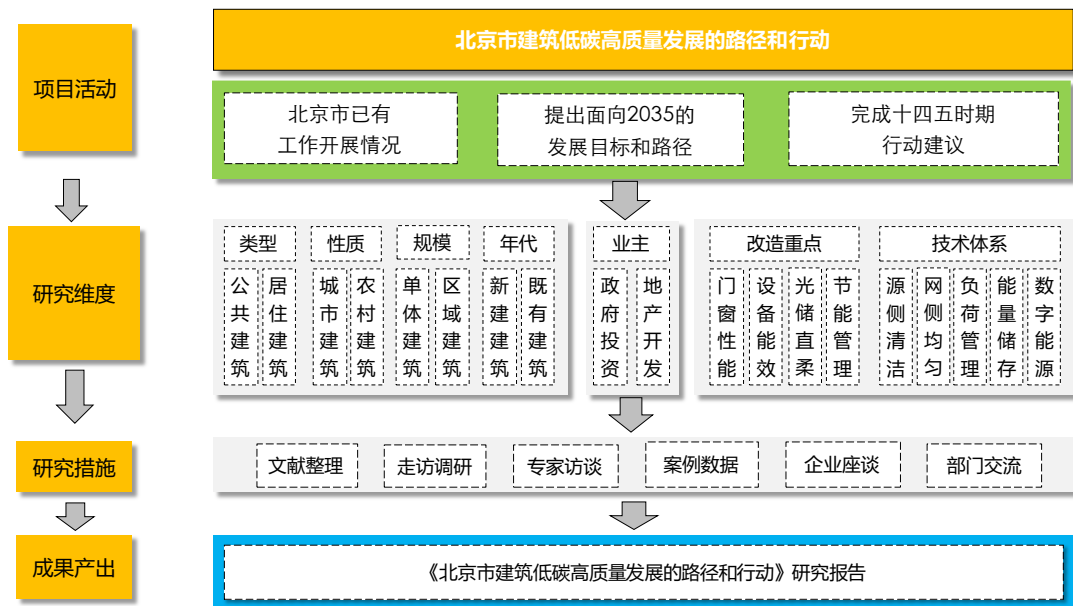 北京市建筑低碳高质量发展的路径和行动
项目活动
北京市已有
工作开展情况
提出面向2035的
发展目标和路径
完成十四五时期
行动建议
研究维度
类型
公共建筑
居住建筑
性质
城市建筑
农村建筑
规模
单体建筑
区域建筑
年代
新建建筑
既有建筑
业主
政府投资
地产开发
改造重点
门窗性能
设备能效
光储直柔
节能管理
技术体系
源侧清洁
网侧均匀
负荷管理
能量储存
数字能源
研究措施
文献整理
走访调研
专家访谈
案例数据
企业座谈
部门交流
成果产出
《北京市建筑低碳高质量发展的路径和行动》研究报告